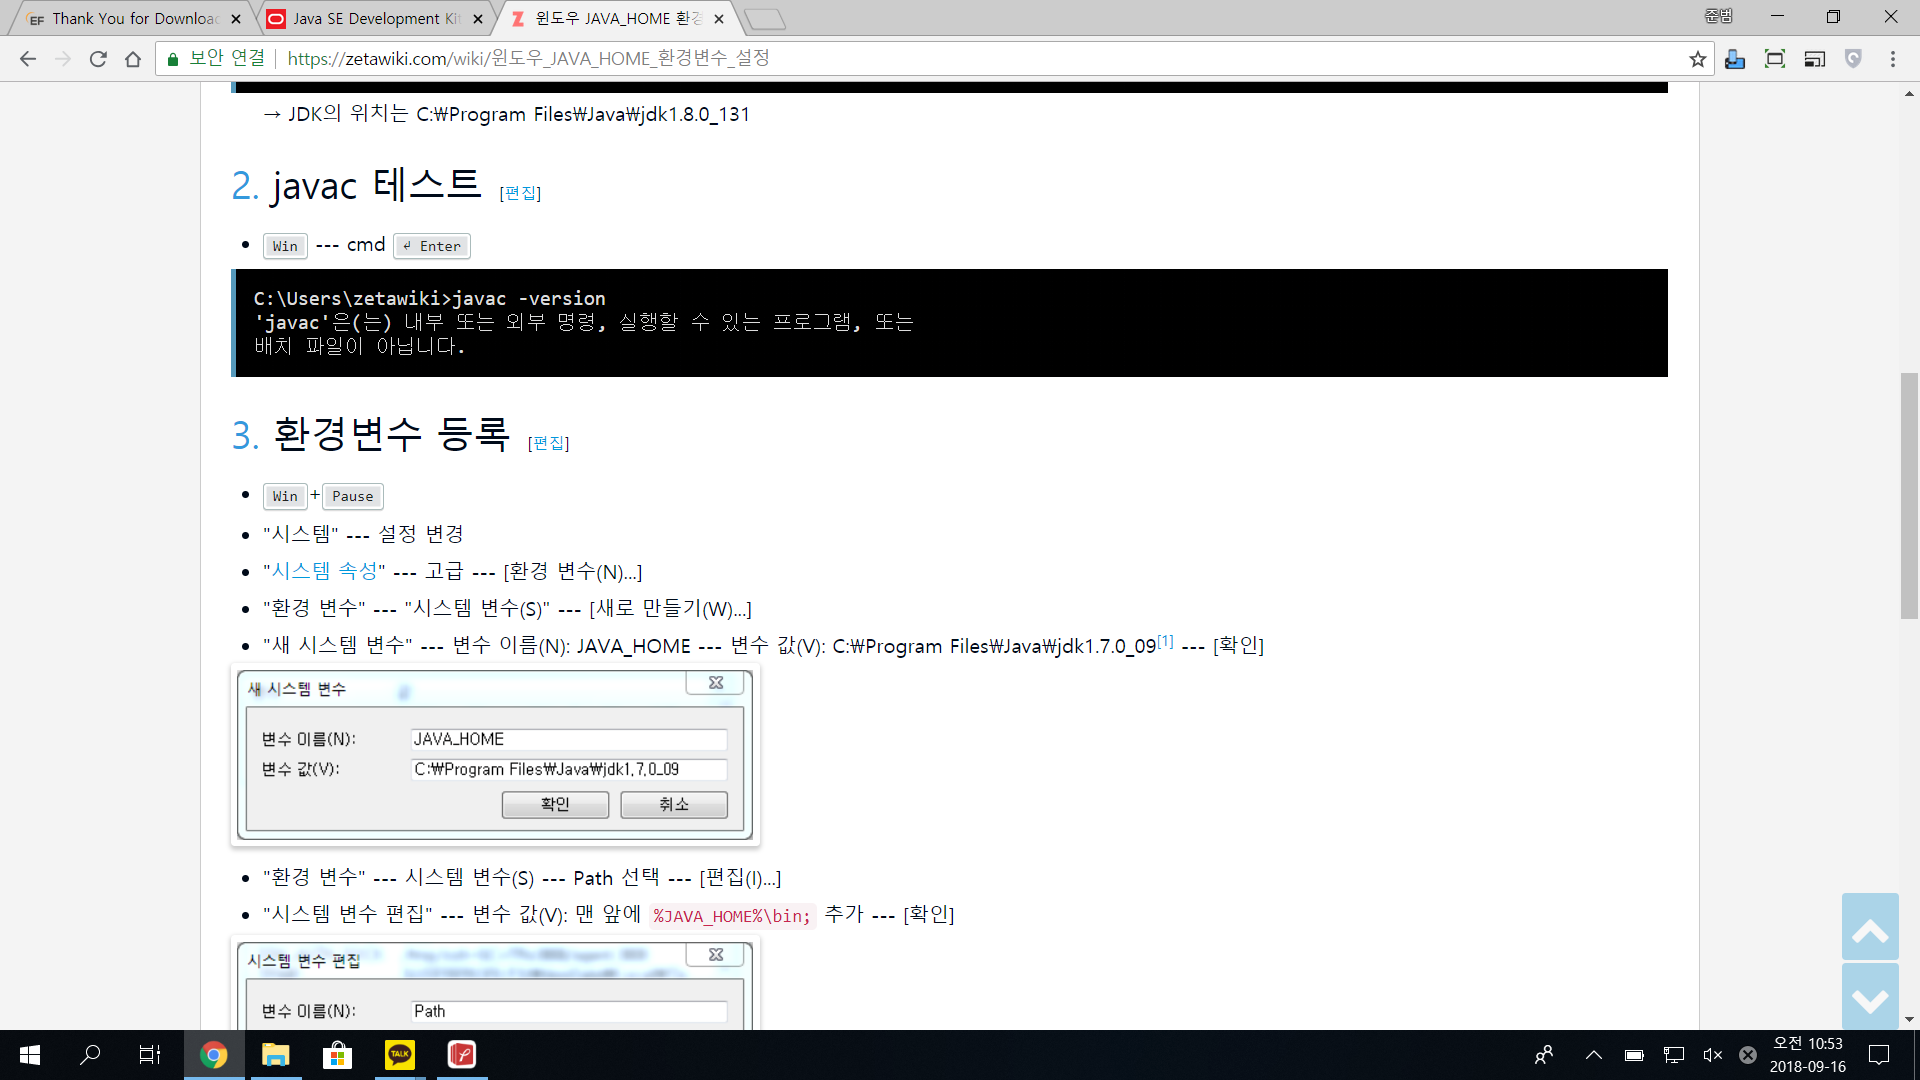 Thank You for Downloa
Java SE Development Kit
윈도우 JAVA_HOME 환경
준범
보안 연결
https://zetawiki.com/wiki/윈도우_JAVA_HOME_환경변수_설정
→ JDK의 위치는 C:₩Program Files₩Java₩jdk1.8.0_131
2. javac 테스트 [편집]
Win --- cmd ↲ Enter
C:\Users\zetawiki>javac -version
'javac'은(는) 내부 또는 외부 명령, 실행할 수 있는 프로그램, 또는
배치 파일이 아닙니다.
3. 환경변수 등록 [편집]
Win+Pause
"시스템" --- 설정 변경
"시스템 속성" --- 고급 --- [환경 변수(N)...]
"환경 변수" --- "시스템 변수(S)" --- [새로 만들기(W)...]
"새 시스템 변수" --- 변수 이름(N): JAVA_HOME --- 변수 값(V): C:₩Program Files₩Java₩jdk1.7.0_09[1] --- [확인]
새 시스템 변수
변수 이름(N): JAVA_HOME
변수 값(V): C:₩Program Files₩Java₩jdk1.7.0_09
확인 취소
"환경 변수" --- 시스템 변수(S) --- Path 선택 --- [편집(I)...]
"시스템 변수 편집" --- 변수 값(V): 맨 앞에 %JAVA_HOME%\bin; 추가 --- [확인]
시스템 변수 편집
변수 이름(N): Path
TALK
오전 10:53
2018-09-16